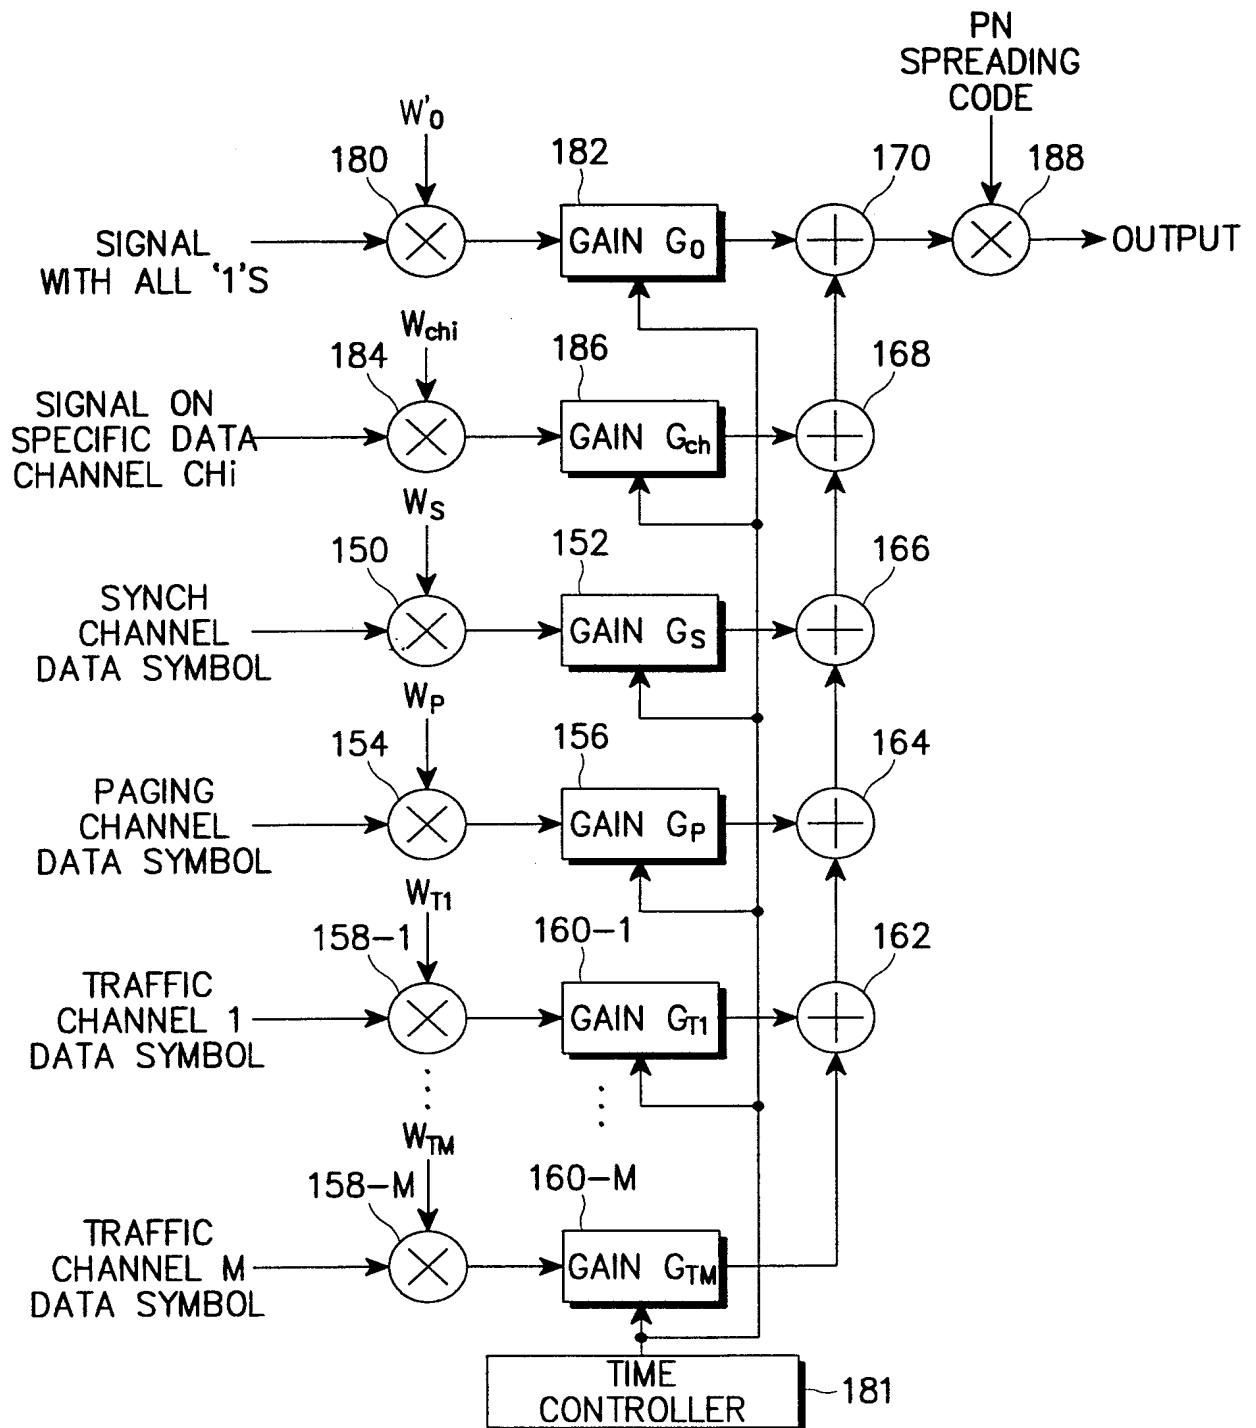 PN
SPREADING
CODE
W'0
180
182
170
188
SIGNAL
WITH ALL '1'S
GAIN G0
OUTPUT
Wchi
184
186
168
SIGNAL ON
SPECIFIC DATA
CHANNEL CHi
GAIN Gch
WS
150
152
166
SYNCH
CHANNEL
DATA SYMBOL
GAIN GS
WP
154
156
164
PAGING
CHANNEL
DATA SYMBOL
GAIN GP
WT1
158-1
160-1
162
TRAFFIC
CHANNEL 1
DATA SYMBOL
GAIN GT1
WTM
158-M
160-M
TRAFFIC
CHANNEL M
DATA SYMBOL
GAIN GTM
TIME
CONTROLLER
181